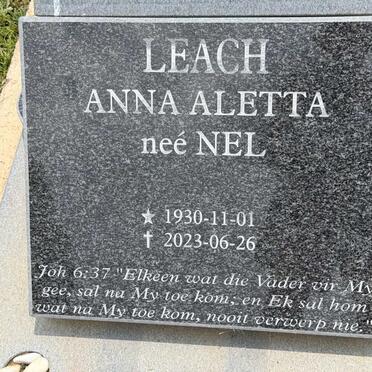 LEACH
ANNA ALETTA
neé NEL
★ 1930-11-01
✝ 2023-06-26
Joh 6:37 "Elkeen wat die Vader vir My
gee, sal na My toe kom; en Ek sal hom
wat na My toe kom, nooit verwerp nie."